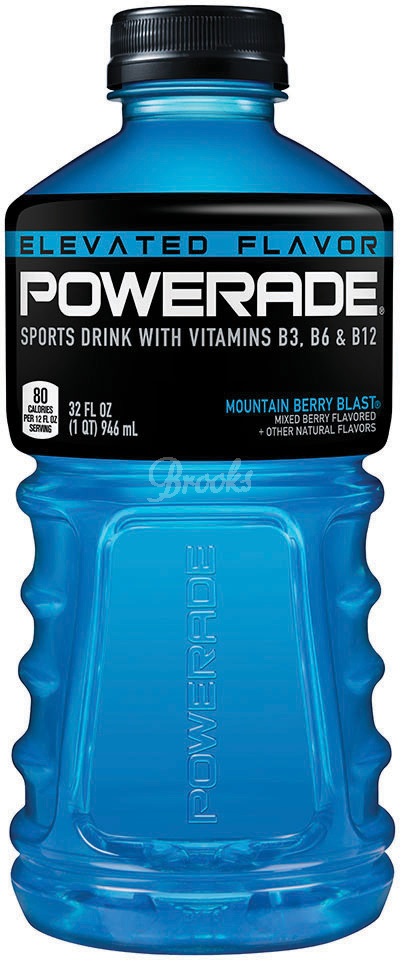 ELEVATED FLAVOR
POWERADE®
SPORTS DRINK WITH VITAMINS B3, B6 & B12
80
CALORIES
PER 12 FL OZ
SERVING
32 FL OZ
(1 QT) 946 mL
MOUNTAIN BERRY BLAST®
MIXED BERRY FLAVORED
+ OTHER NATURAL FLAVORS
Brooks
POWERADE